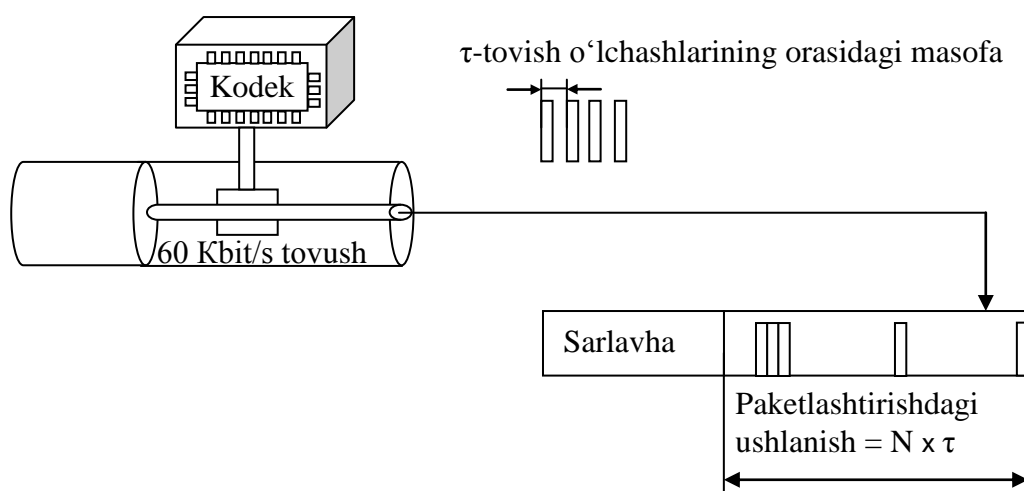 τ-tovish o‘lchashlarining orasidagi masofa
Kodek
60 Kbit/s tovush
Sarlavha
Paketlashtirishdagi
ushlanish = N x τ